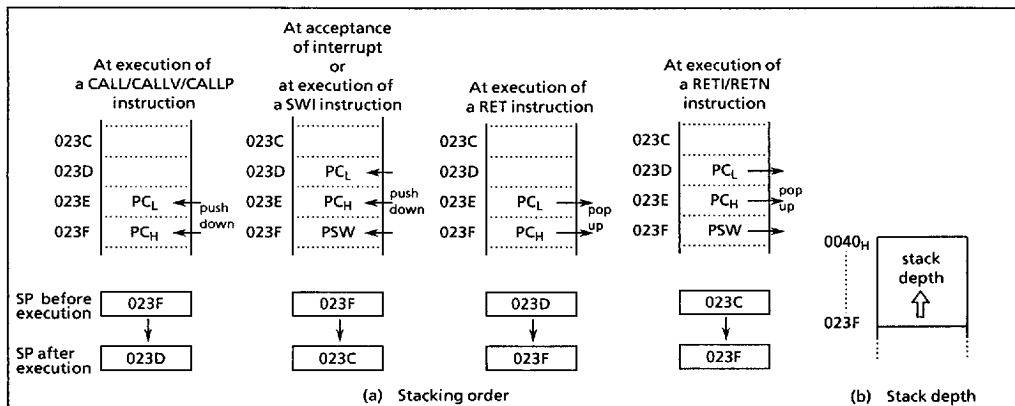 At execution of
a CALL/CALLV/CALLP
instruction
023C
023D
023E PCL push
023F PCH down
SP before
execution
023F
SP after
execution
023D
At acceptance
of interrupt
or
at execution of
a SWI instruction
023C
023D PCL
023E PCH push
023F PSW down
023F
023C
At execution of
a RET instruction
023C
023D
023E PCL pop
023F PCH up
023D
023F
At execution of
a RETI/RETN
instruction
023C
023D PCL pop
023E PCH up
023F PSW
023C
023F
(a) Stacking order
0040H
stack
depth
023F
(b) Stack depth